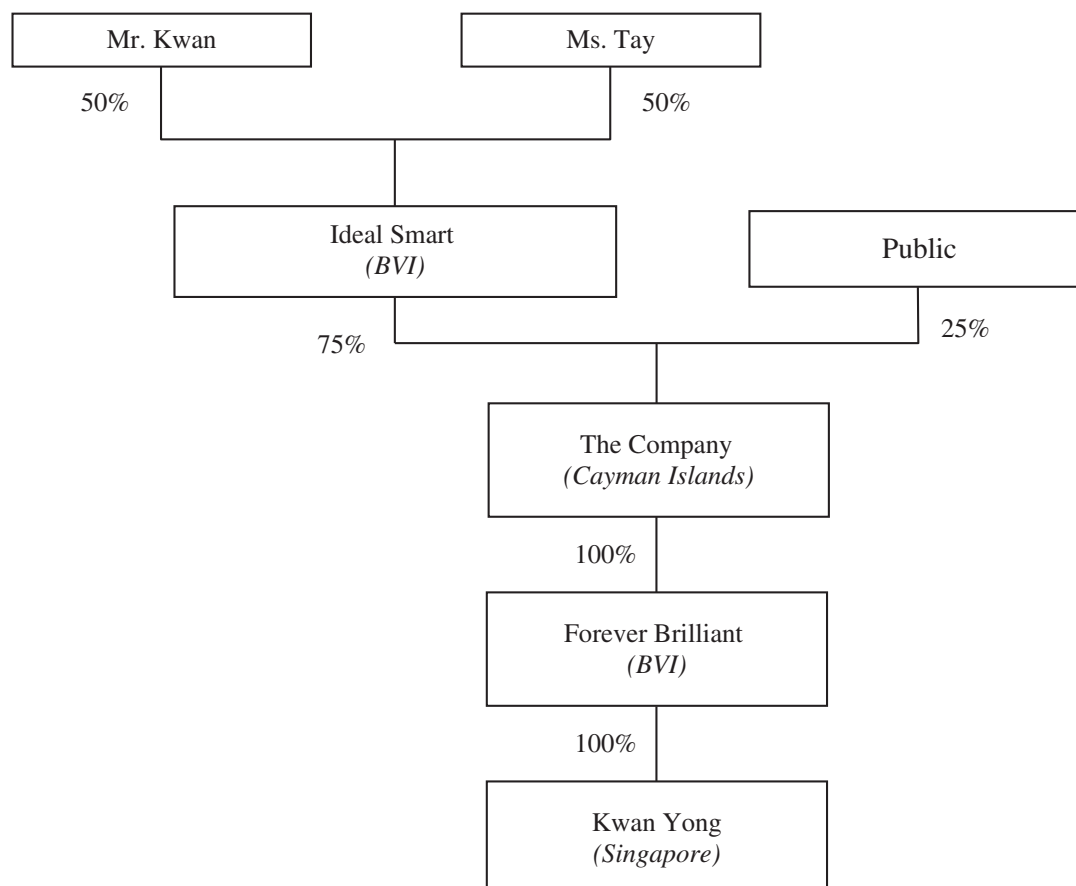 Mr. Kwan
Ms. Tay
50%
50%
Ideal Smart
(BVI)
Public
75%
25%
The Company
(Cayman Islands)
100%
Forever Brilliant
(BVI)
100%
Kwan Yong
(Singapore)